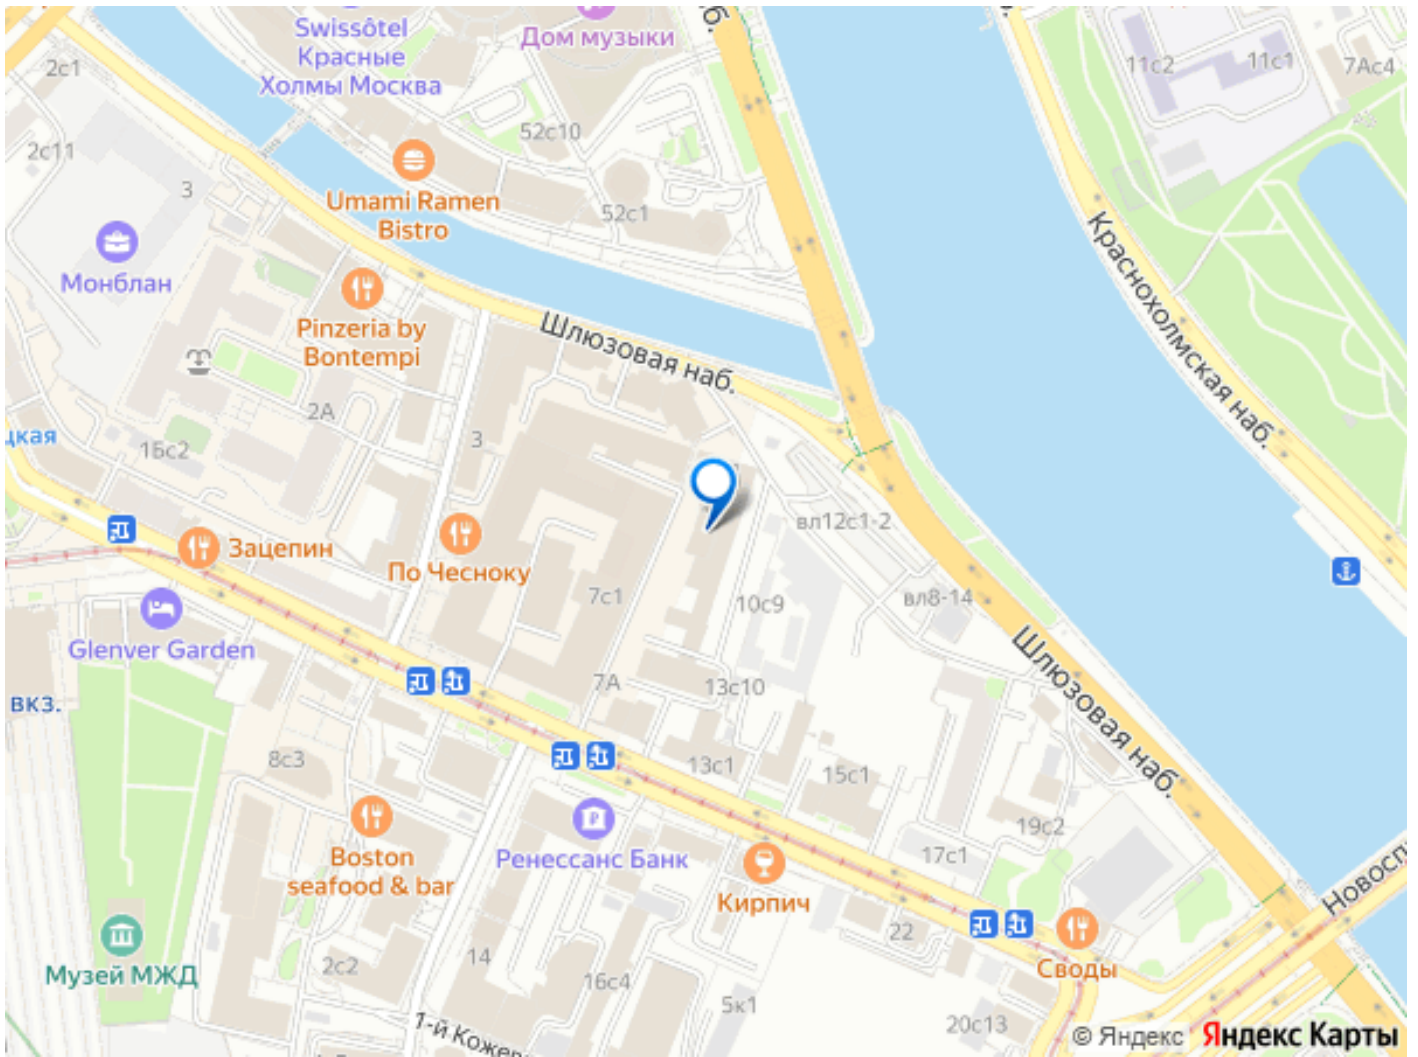 Swissôtel
Красные
Холмы Москва
Дом музыки
наб.
2с1
11с2
11с1
7Ас4
2с11
52с10
3
Umami Ramen
Bistro
52с1
Монблан
Краснохолмская наб.
Pinzeria by
Bontempi
Шлюзовая наб.
2А
1Бс2
3
цкая
Зацепин
По Чесноку
вл12с1-2
7с1
10с9
вл8-14
Glenver Garden
Шлюзовая наб.
7А
13с10
вкз.
8с3
13с1
15с1
Boston
seafood & bar
Ренессанс Банк
19с2
17с1
Кирпич
Новосп
22
Музей МЖД
2с2
14
16с4
Своды
5к1
20с13
1-й Кожев
© Яндекс Яндекс Карты